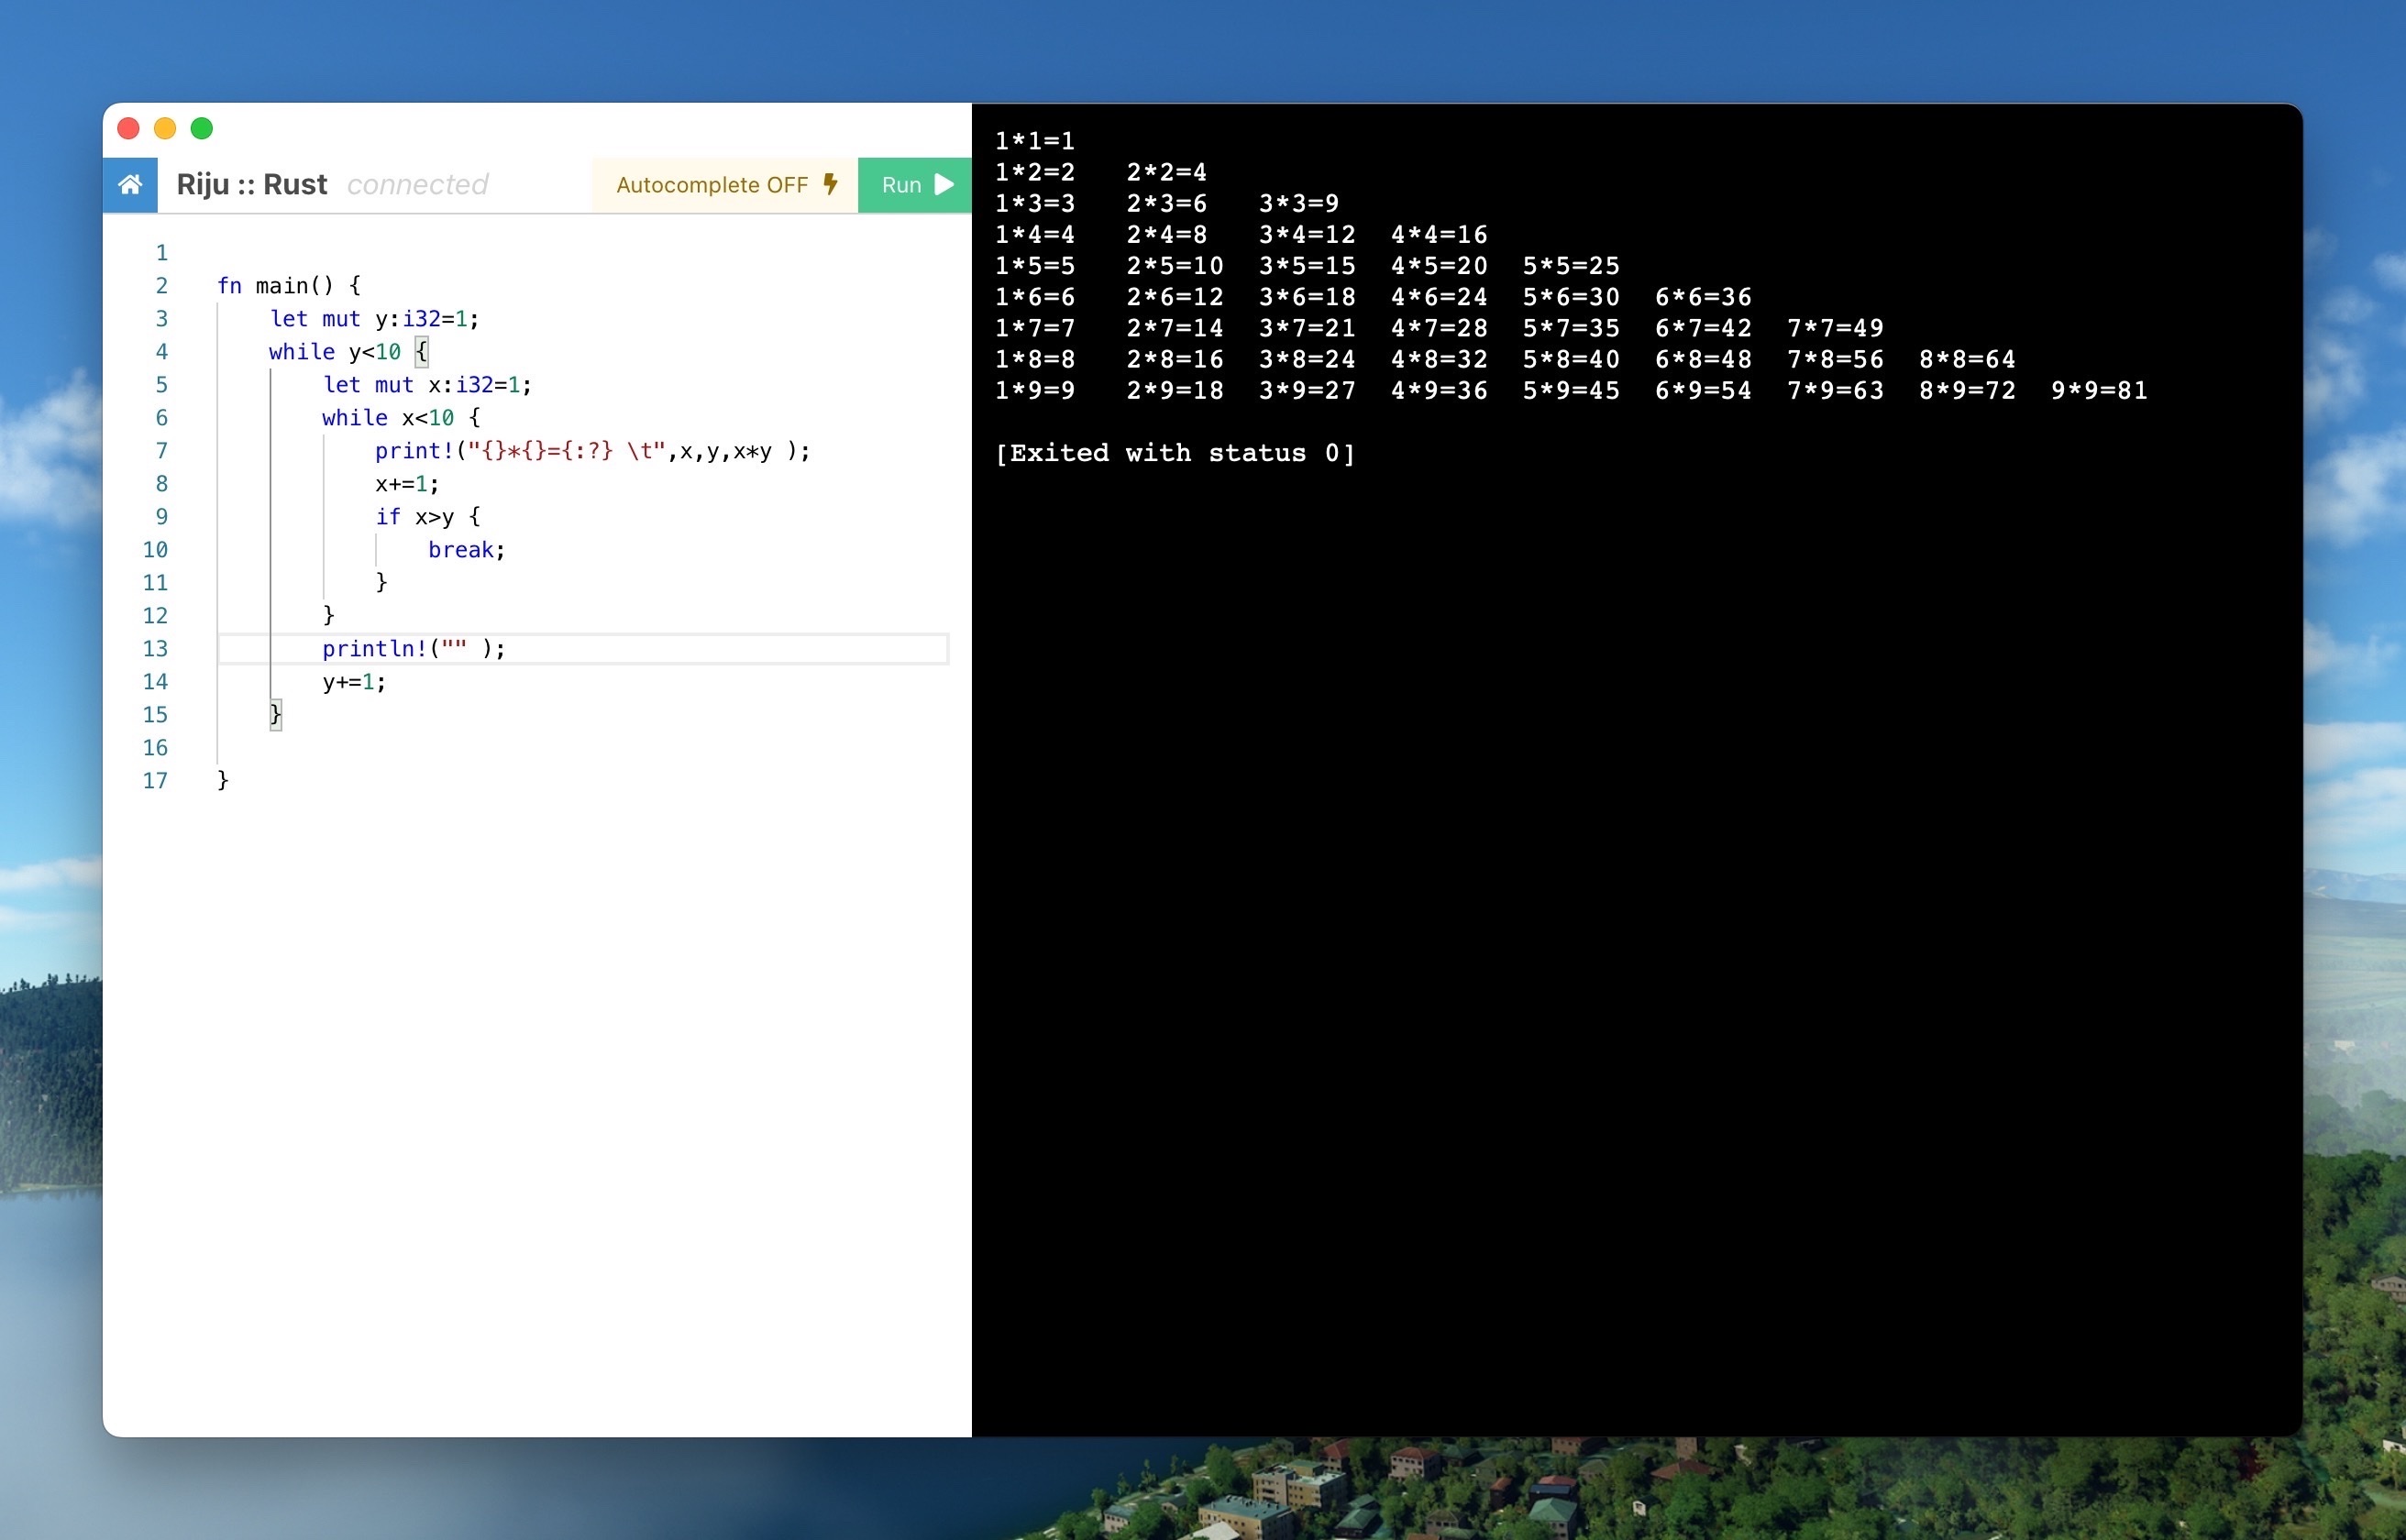 Riju :: Rust connected Autocomplete OFF Run
1
2 fn main() {
3 let mut y:i32=1;
4 while y<10 {
5 let mut x:i32=1;
6 while x<10 {
7 print!("{}*{}={:?} \t",x,y,x*y );
8 x+=1;
9 if x>y {
10 break;
11 }
12 }
13 println!("" );
14 y+=1;
15 }
16
17 }
1*1=1
1*2=2 2*2=4
1*3=3 2*3=6 3*3=9
1*4=4 2*4=8 3*4=12 4*4=16
1*5=5 2*5=10 3*5=15 4*5=20 5*5=25
1*6=6 2*6=12 3*6=18 4*6=24 5*6=30 6*6=36
1*7=7 2*7=14 3*7=21 4*7=28 5*7=35 6*7=42 7*7=49
1*8=8 2*8=16 3*8=24 4*8=32 5*8=40 6*8=48 7*8=56 8*8=64
1*9=9 2*9=18 3*9=27 4*9=36 5*9=45 6*9=54 7*9=63 8*9=72 9*9=81
[Exited with status 0]